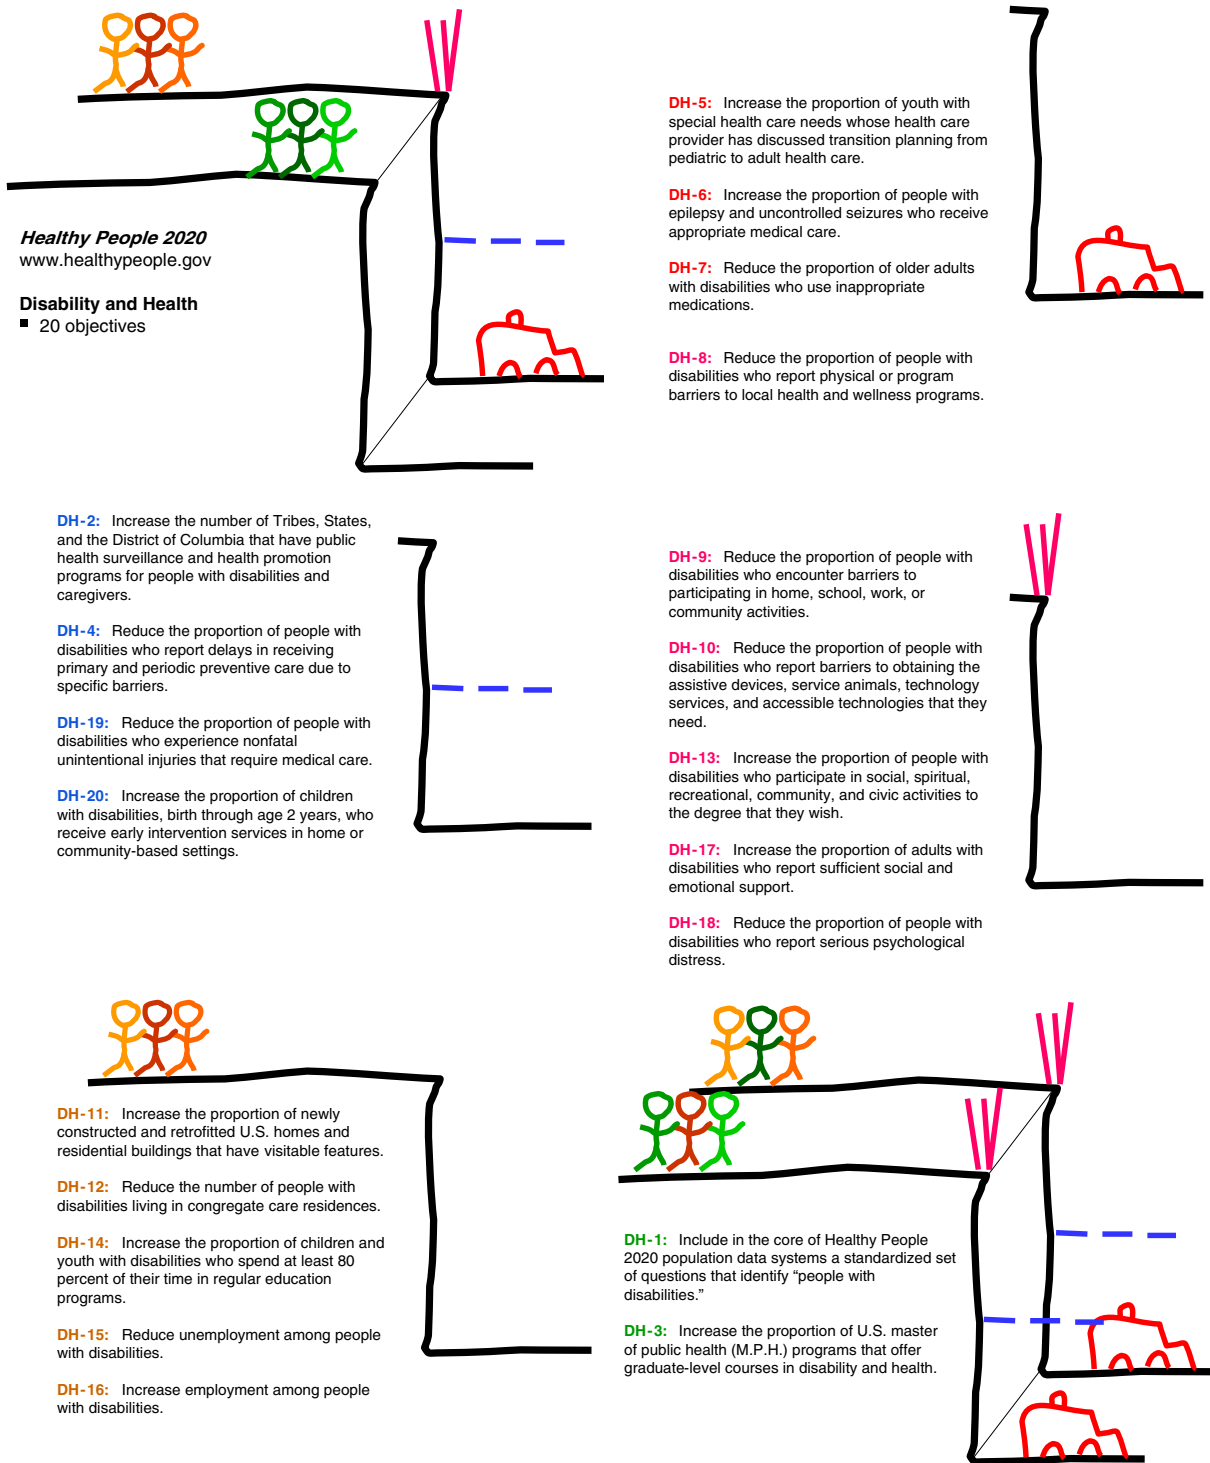 Healthy People 2020
www.healthypeople.gov
Disability and Health
20 objectives
DH-5: Increase the proportion of youth with
special health care needs whose health care
provider has discussed transition planning from
pediatric to adult health care.
DH-6: Increase the proportion of people with
epilepsy and uncontrolled seizures who receive
appropriate medical care.
DH-7: Reduce the proportion of older adults
with disabilities who use inappropriate
medications.
DH-8: Reduce the proportion of people with
disabilities who report physical or program
barriers to local health and wellness programs.
DH-2: Increase the number of Tribes, States,
and the District of Columbia that have public
health surveillance and health promotion
programs for people with disabilities and
caregivers.
DH-4: Reduce the proportion of people with
disabilities who report delays in receiving
primary and periodic preventive care due to
specific barriers.
DH-19: Reduce the proportion of people with
disabilities who experience nonfatal
unintentional injuries that require medical care.
DH-20: Increase the proportion of children
with disabilities, birth through age 2 years, who
receive early intervention services in home or
community-based settings.
DH-9: Reduce the proportion of people with
disabilities who encounter barriers to
participating in home, school, work, or
community activities.
DH-10: Reduce the proportion of people with
disabilities who report barriers to obtaining the
assistive devices, service animals, technology
services, and accessible technologies that they
need.
DH-13: Increase the proportion of people with
disabilities who participate in social, spiritual,
recreational, community, and civic activities to
the degree that they wish.
DH-17: Increase the proportion of adults with
disabilities who report sufficient social and
emotional support.
DH-18: Reduce the proportion of people with
disabilities who report serious psychological
distress.
DH-11: Increase the proportion of newly
constructed and retrofitted U.S. homes and
residential buildings that have visitable features.
DH-12: Reduce the number of people with
disabilities living in congregate care residences.
DH-14: Increase the proportion of children and
youth with disabilities who spend at least 80
percent of their time in regular education
programs.
DH-15: Reduce unemployment among people
with disabilities.
DH-16: Increase employment among people
with disabilities.
DH-1: Include in the core of Healthy People
2020 population data systems a standardized set
of questions that identify “people with
disabilities.”
DH-3: Increase the proportion of U.S. master
of public health (M.P.H.) programs that offer
graduate-level courses in disability and health.